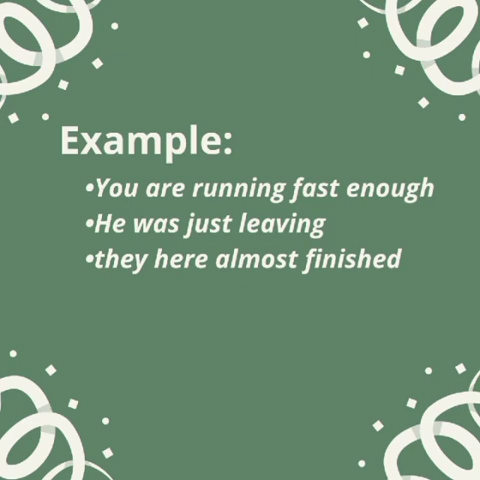 Example:
•You are running fast enough
•He was just leaving
•they here almost finished